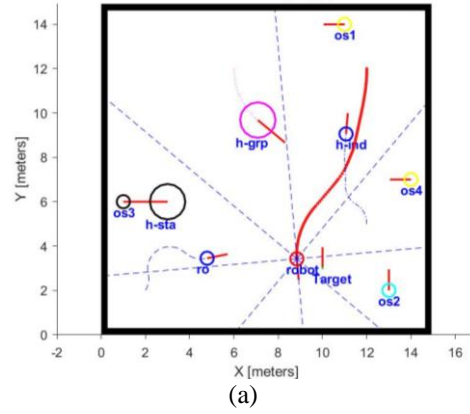 os1
14
12
10
h-grp
h-ind
8
os4
6
os3
h-sta
4
ro
robot
Target
2
os2
0
-2 0 2 4 6 8 10 12 14 16
X [meters]
Y [meters]
(a)